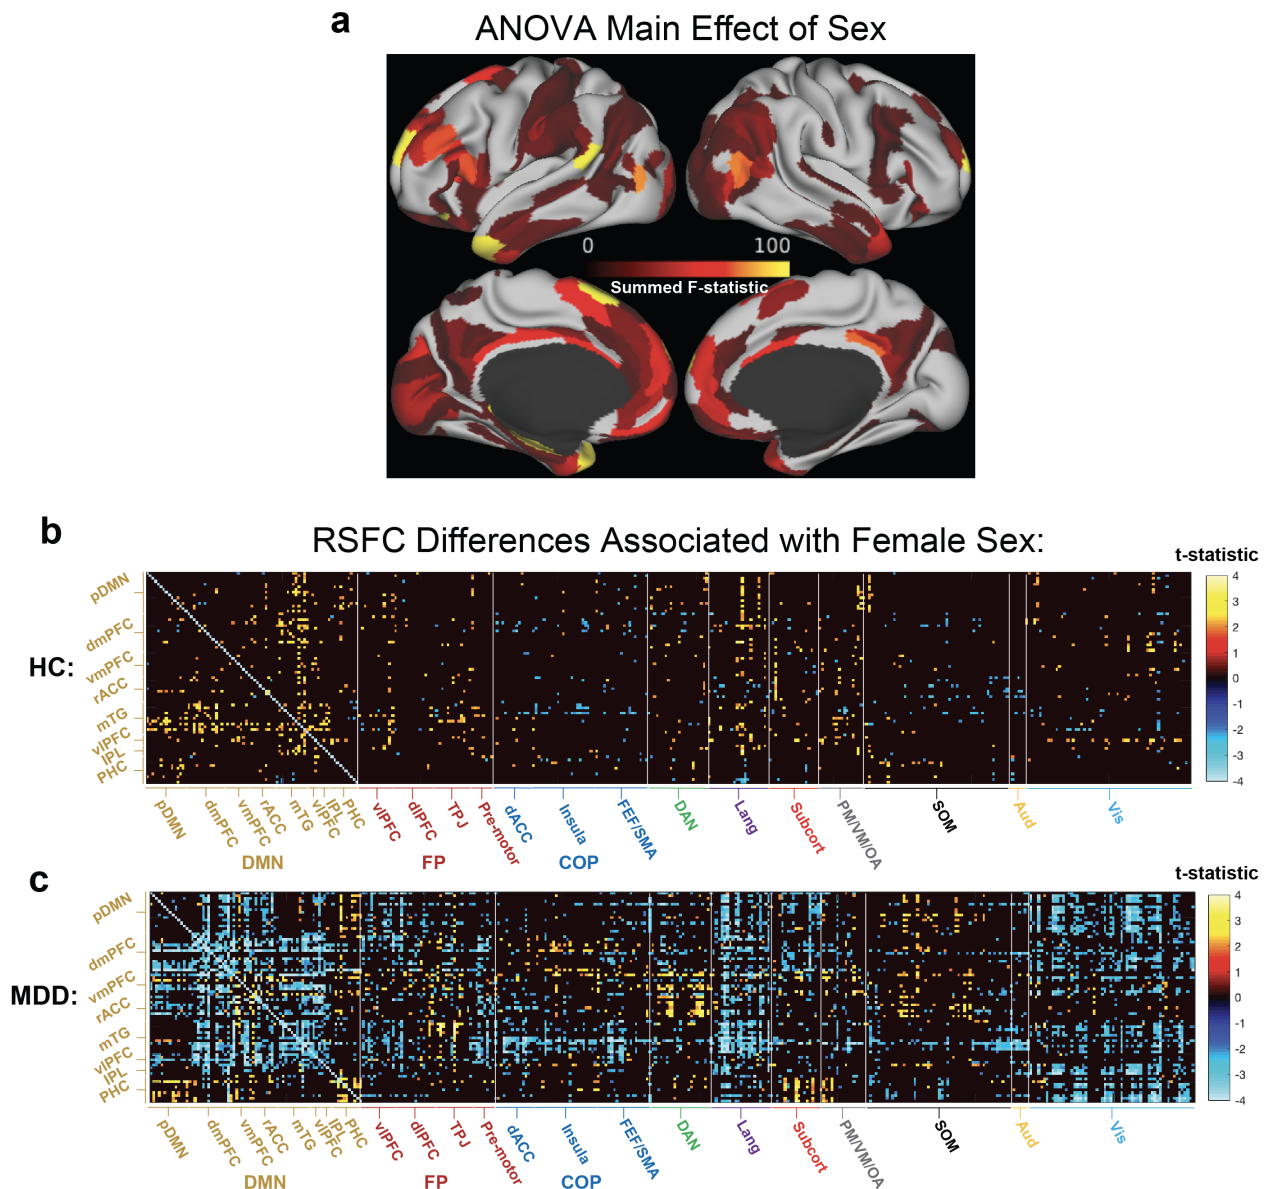 a
ANOVA Main Effect of Sex
0 100
Summed F-statistic
b
RSFC Differences Associated with Female Sex:
t-statistic
HC:
pDMN
dmPFC
vmPFC
rACC
mTG
vlPFC
IPL
PHC
4
3
2
1
0
-1
-2
-3
-4
pDMN dmPFC vmPFC rACC mTG vlPFC IPL PHC vlPFC dlPFC TPJ Pre-motor dACC Insula FEF/SMA DAN Lang Subcort PM/VM/OA SOM Aud Vis
DMN FP COP
c
t-statistic
MDD:
pDMN
dmPFC
vmPFC
rACC
mTG
vlPFC
IPL
PHC
4
3
2
1
0
-1
-2
-3
-4
pDMN dmPFC vmPFC rACC mTG vlPFC IPL PHC vlPFC dlPFC TPJ Pre-motor dACC Insula FEF/SMA DAN Lang Subcort PM/VM/OA SOM Aud Vis
DMN FP COP